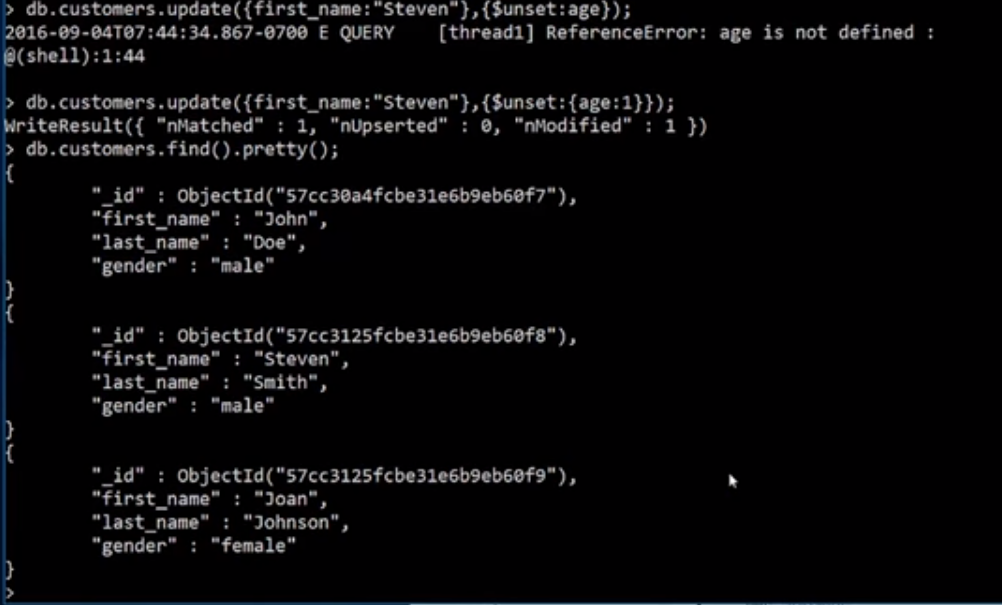 > db.customers.update({first_name:"Steven"},{$unset:age});
2016-09-04T07:44:34.867-0700 E QUERY    [thread1] ReferenceError: age is not defined :
@(shell):1:44
> db.customers.update({first_name:"Steven"},{$unset:{age:1}});
WriteResult({ "nMatched" : 1, "nUpserted" : 0, "nModified" : 1 })
> db.customers.find().pretty();
{
        "_id" : ObjectId("57cc30a4fcbe31e6b9eb60f7"),
        "first_name" : "John",
        "last_name" : "Doe",
        "gender" : "male"
}
{
        "_id" : ObjectId("57cc3125fcbe31e6b9eb60f8"),
        "first_name" : "Steven",
        "last_name" : "Smith",
        "gender" : "male"
}
{
        "_id" : ObjectId("57cc3125fcbe31e6b9eb60f9"),
        "first_name" : "Joan",
        "last_name" : "Johnson",
        "gender" : "female"
}
>